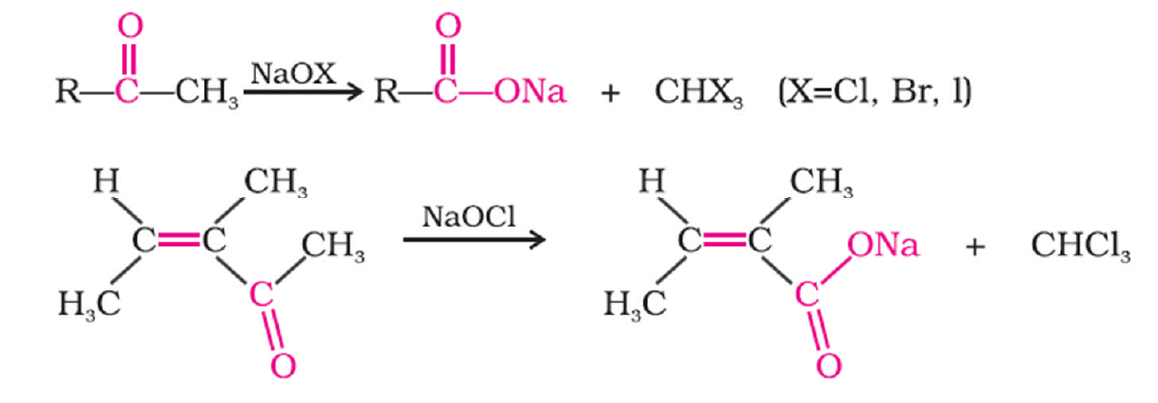 O O
R—C—CH₃ NaOX R—C—ONa + CHX₃ (X=Cl, Br, I)
H CH₃ H CH₃
C=C CH₃ NaOCl C=C ONa + CHCl₃
H₃C C H₃C C
O O